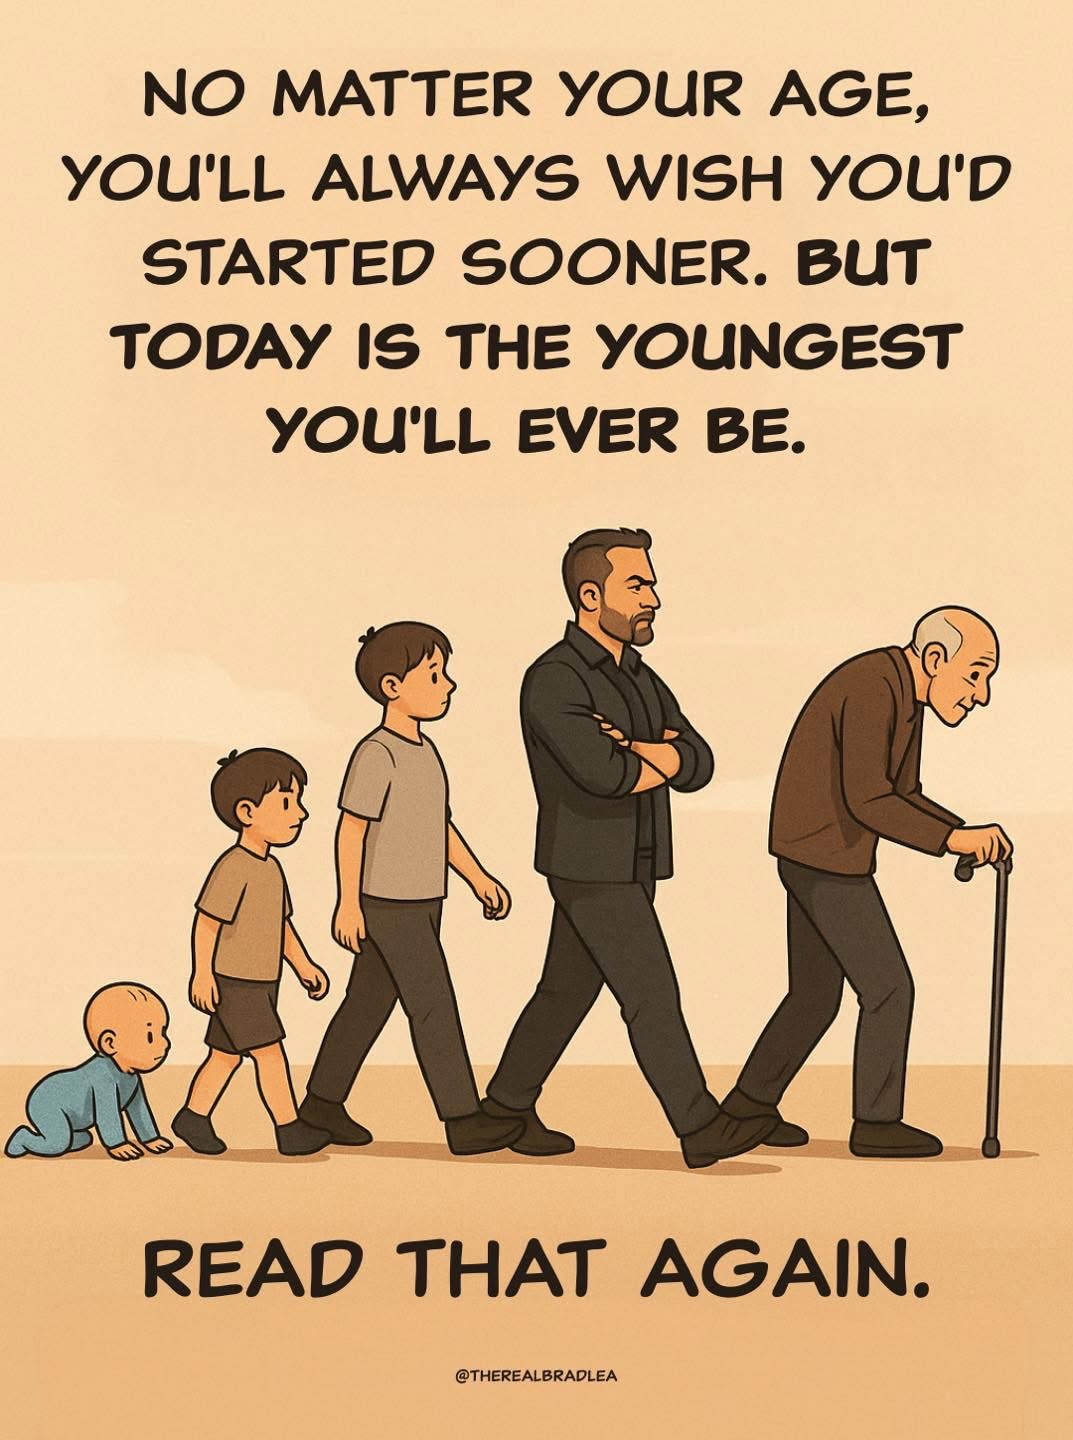 NO MATTER YOUR AGE,
YOU'LL ALWAYS WISH YOU'D
STARTED SOONER. BUT
TODAY IS THE YOUNGEST
YOU'LL EVER BE.
READ THAT AGAIN.
@THEREALBRADLEA